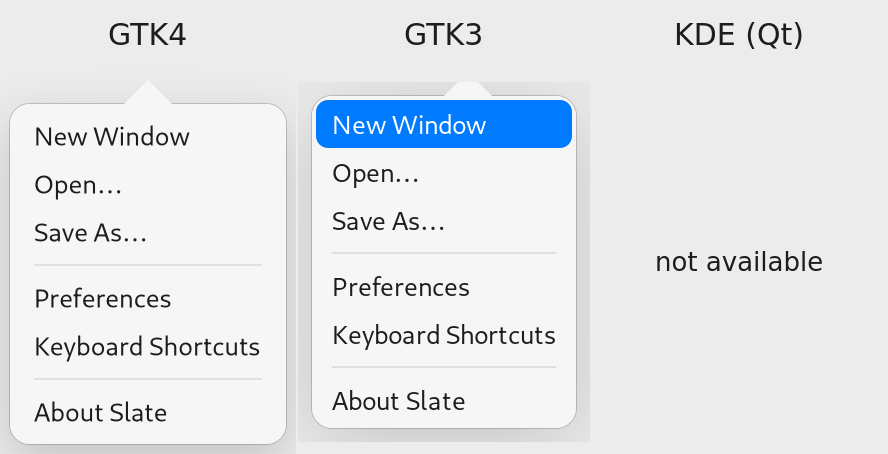 GTK4
GTK3
KDE (Qt)
New Window
Open…
Save As…
Preferences
Keyboard Shortcuts
About Slate
New Window
Open…
Save As…
Preferences
Keyboard Shortcuts
About Slate
not available